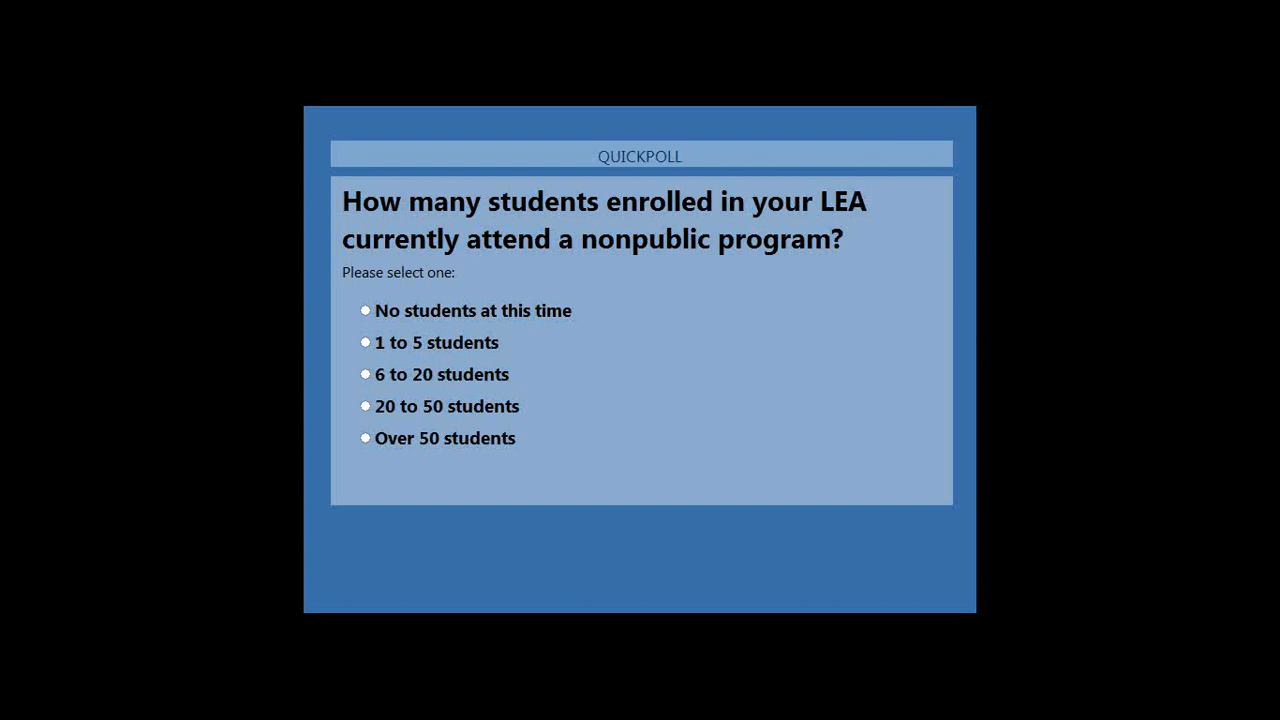 QUICKPOLL
How many students enrolled in your LEA
currently attend a nonpublic program?
Please select one:
No students at this time
1 to 5 students
6 to 20 students
20 to 50 students
Over 50 students